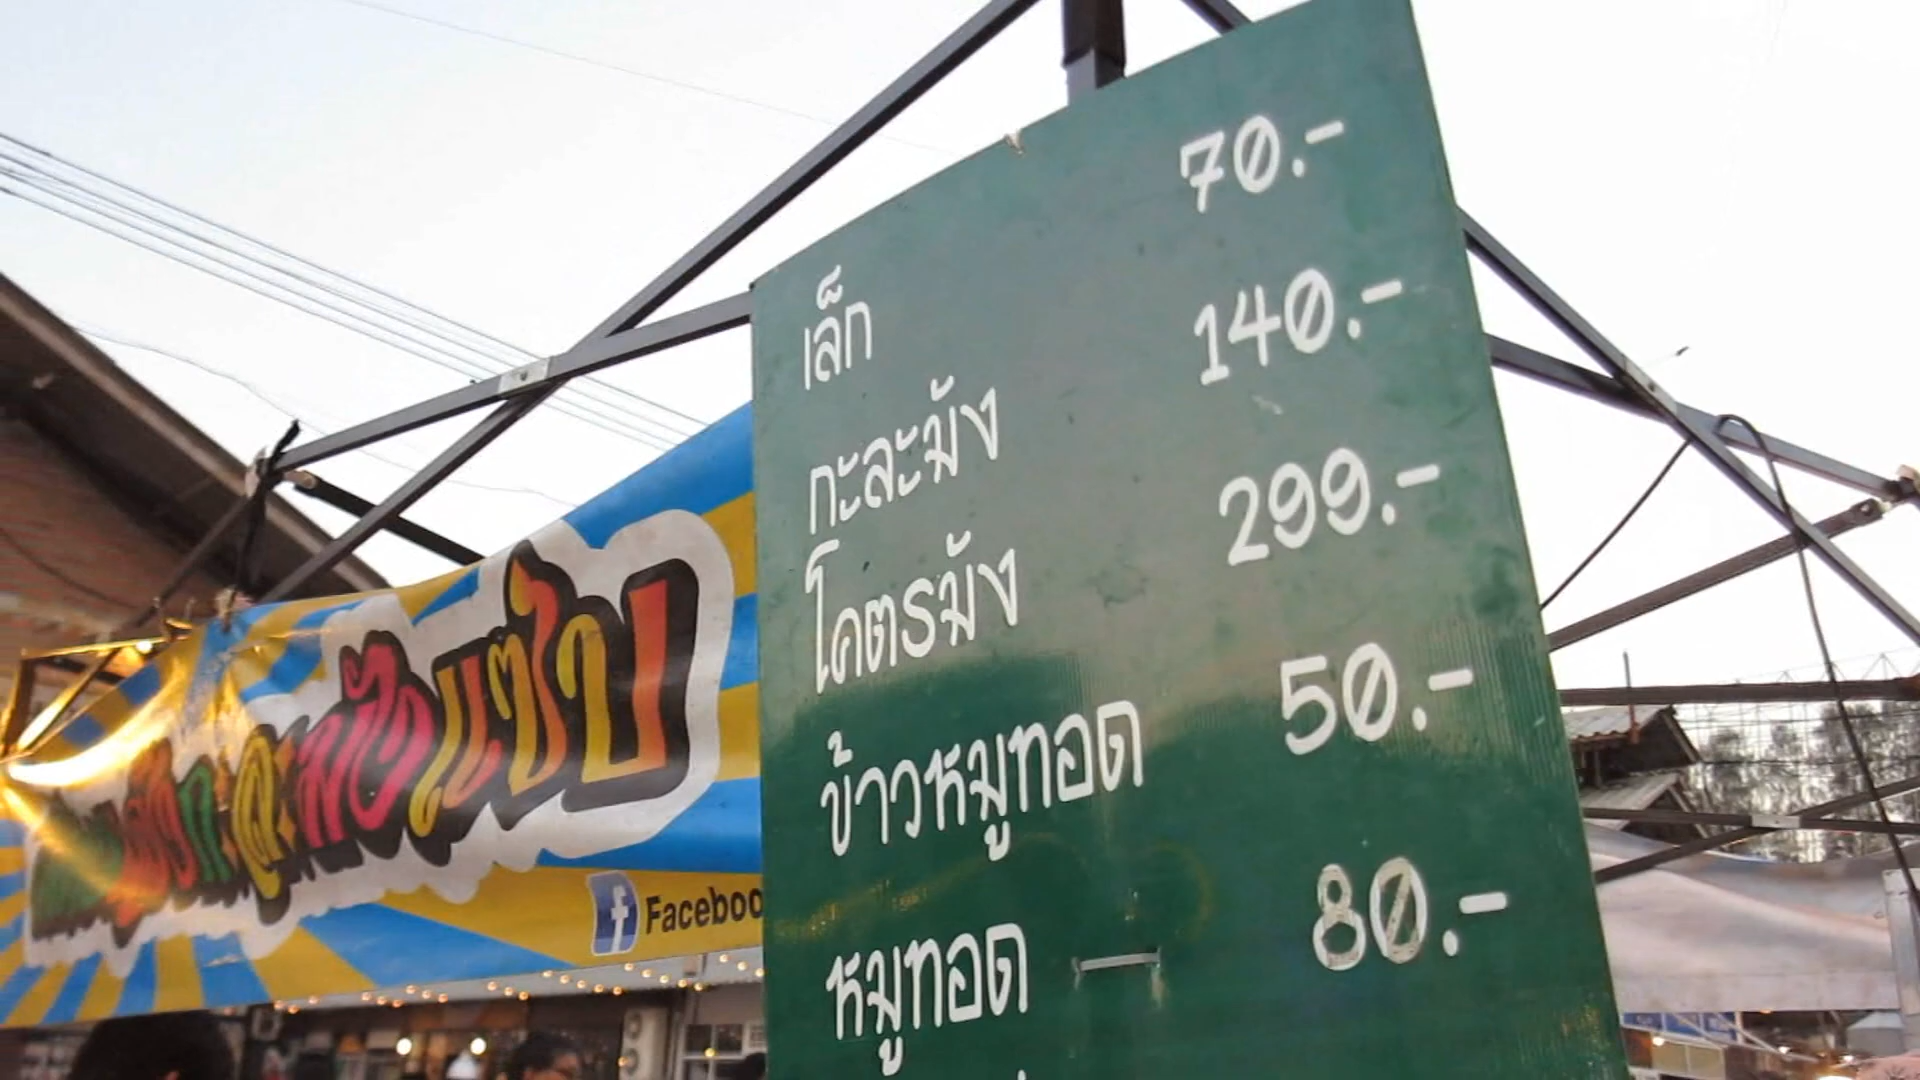 เล็ก 70.-
กะละมัง 140.-
โคตรมัง 299.-
ข้าวหมูทอด 50.-
หมูทอด 80.-
Faceboo